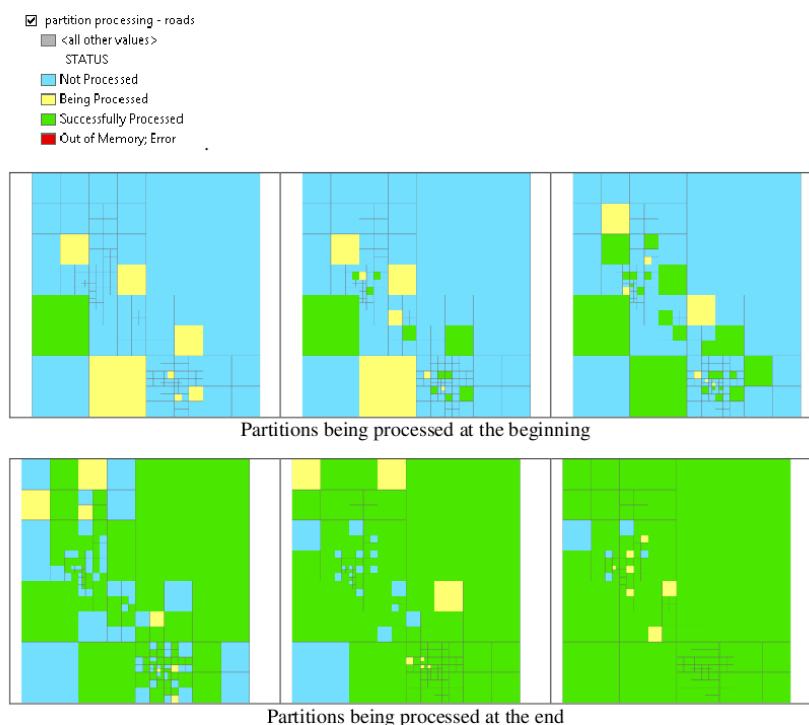 partition processing - roads
<all other values>
STATUS
Not Processed
Being Processed
Successfully Processed
Out of Memory; Error
.
Partitions being processed at the beginning
Partitions being processed at the end